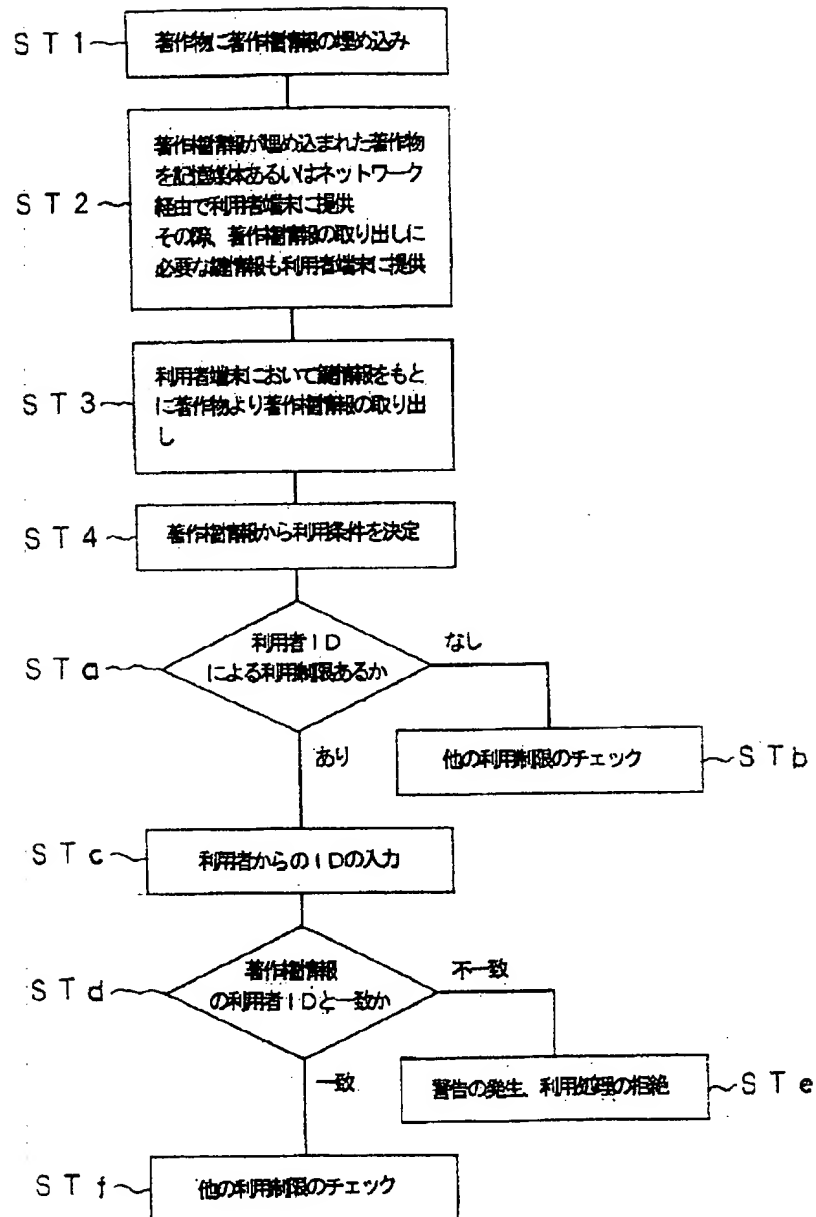 ST1 著作物に著作権情報の埋め込み
ST2
著作権情報が埋め込まれた著作物
を記憶媒体あるいはネットワーク
経由で利用者端末に提供
その際、著作権情報の取り出しに
必要な鍵情報も利用者端末に提供
ST3
利用者端末において鍵情報をもと
に著作物より著作権情報の取り出
し
ST4 著作権情報から利用条件を決定
STa
利用者ID
による利用制限あるか
なし
あり
他の利用制限のチェック STb
STc 利用者からのIDの入力
STd
著作権情報
の利用者IDと一致か
不一致
一致
警告の発生、利用処理の拒絶 STe
STf 他の利用制限のチェック